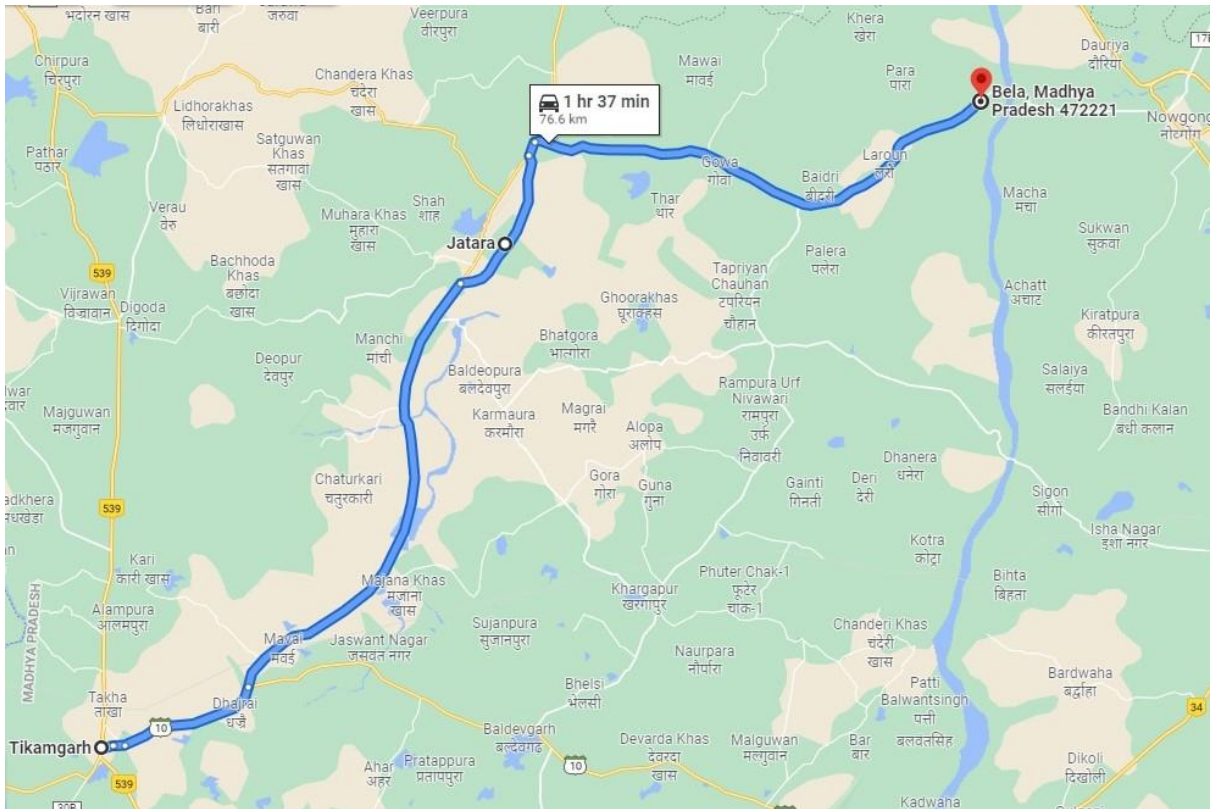 भदोरन खास
जरुवा
Bari
बारी
Veerpura
वीरपुरा
Khera
खेरा
Dauriya
दौरिया
Chirpura
चिरपुरा
Chandera Khas
चदेरा
खास
Mawai
मावई
Para
पारा
Bela, Madhya
Pradesh 472221
1 hr 37 min
76.6 km
Lidhorakhas
लिधोराखास
Nowgong
नोटगोंग
Pathar
पठार
Satguwan
Khas
सतगावा
खास
Gowa
गोवा
Laroun
लरौ
Baidri
बीदरी
Verau
वेरु
Shah
शाह
Muhara Khas
मुहारा
खास
Thar
थार
Macha
मचा
Jatara
Sukwan
सुकवा
Bachhoda
Khas
बछोदा
खास
Palera
पलेरा
539
Vijrawan
विज्रावान
Digoda
दिगोदा
Tapriyan
Chauhan
टपरियन
चौहान
Achatt
अचाट
Ghoorakhas
घूराक्हस
Kiratpura
कीरतपुरा
Manchi
मांची
Bhatgora
भात्गोरा
Deopur
देवपुर
Baldeopura
बलदेवपुरा
Salaiya
सलईया
Rampura Urf
Nivawari
रामपुरा
उर्फ़
निवावरी
Majguwan
मजगुवान
Karmaura
करमौरा
Magrai
मगरै
Alopa
अलोप
Bandhi Kalan
बंधी कलान
Dhanera
धनेरा
Chaturkari
चतुरकारी
Gora
गोरा
Guna
गुना
Gainti
गिनती
Deri
देरी
Sigon
सीगो
539
Isha Nagar
इशा नगर
Kotra
कोट्रा
Kari
कारी खास
Majana Khas
मजाना
खास
Khargapur
खरगापुर
Phuter Chak-1
फूटेर
चाक-1
Bihta
बिहता
MADHYA PRADESH
Alampura
आलमपुरा
Mavai
मवई
Jaswant Nagar
जसवंत नगर
Sujanpura
सुजानपुरा
Chanderi Khas
चदेरी
खास
Naurpara
नौर्पारा
Takha
ताखा
Dhajrai
धज्रै
Bhelsi
भेलसी
Patti
Balwantsingh
पत्ती
बलवतसिह
Bardwaha
बर्द्वाहा
34
10
Tikamgarh
Baldevgarh
बल्देवगढ़
Devarda Khas
देवरदा
खास
Malguwan
मल्गुवान
Bar
बार
10
539
Ahar
अहर
Pratappura
प्रतापपुरा
Dikoli
दिखोली
Kadwaha